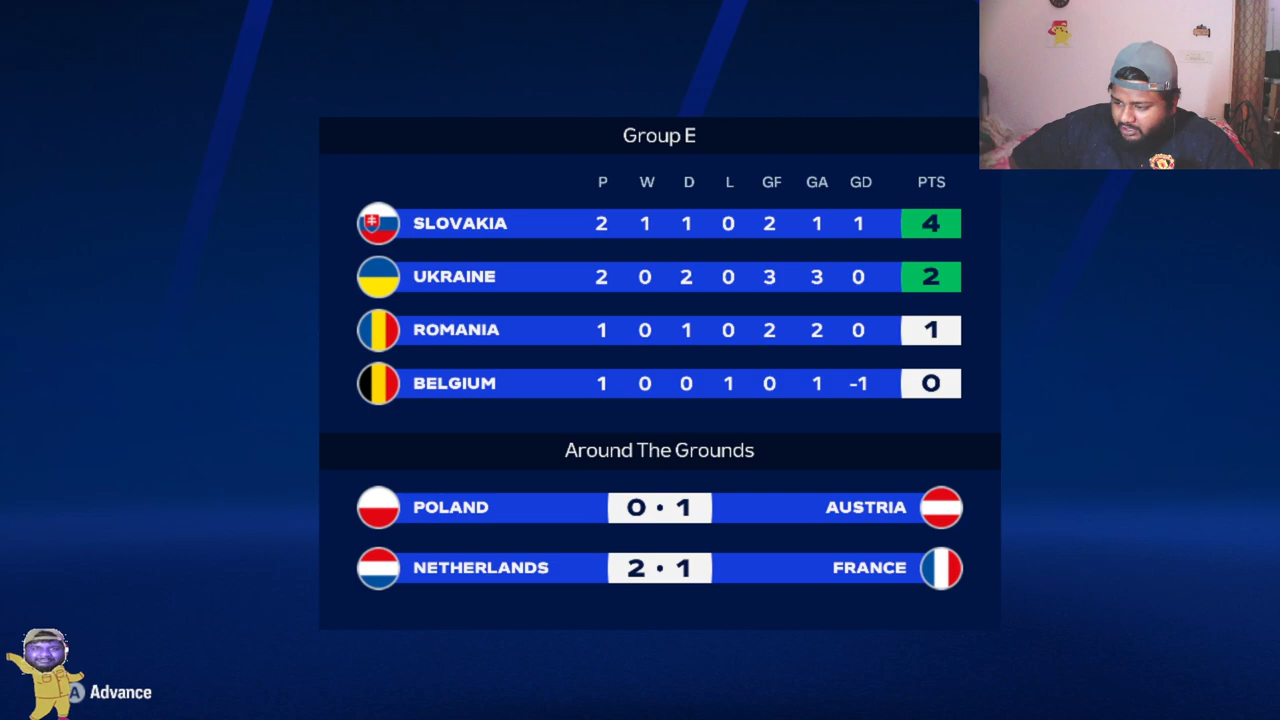 Group E
P W D L GF GA GD PTS
SLOVAKIA 2 1 1 0 2 1 1 4
UKRAINE 2 0 2 0 3 3 0 2
ROMANIA 1 0 1 0 2 2 0 1
BELGIUM 1 0 0 1 0 1 -1 0
Around The Grounds
POLAND 0 • 1 AUSTRIA
NETHERLANDS 2 • 1 FRANCE
A Advance